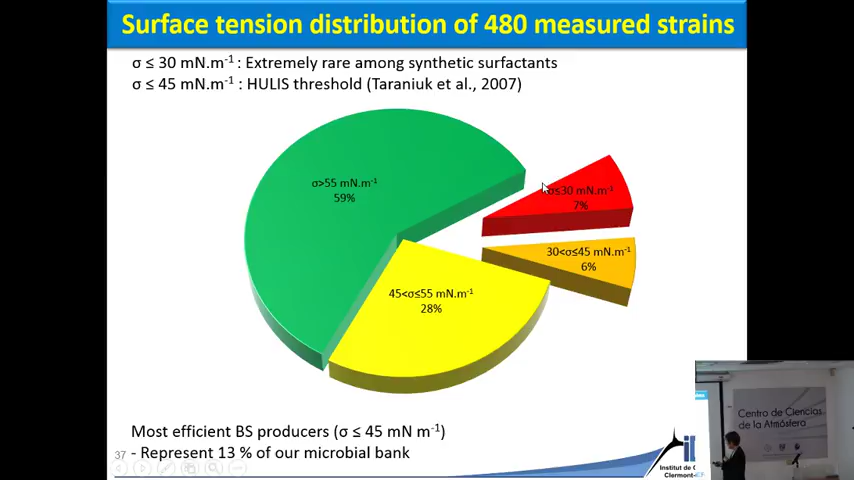 Surface tension distribution of 480 measured strains
σ ≤ 30 mN.m-1 : Extremely rare among synthetic surfactants
σ ≤ 45 mN.m-1 : HULIS threshold (Taraniuk et al., 2007)
σ>55 mN.m-1
59%
σ≤30 mN.m-1
7%
30<σ≤45 mN.m-1
6%
45<σ≤55 mN.m-1
28%
Most efficient BS producers (σ ≤ 45 mN m-1)
- Represent 13 % of our microbial bank
37
Institut de C
Clermont-
Centro de Ciencias
de la Atmósfera